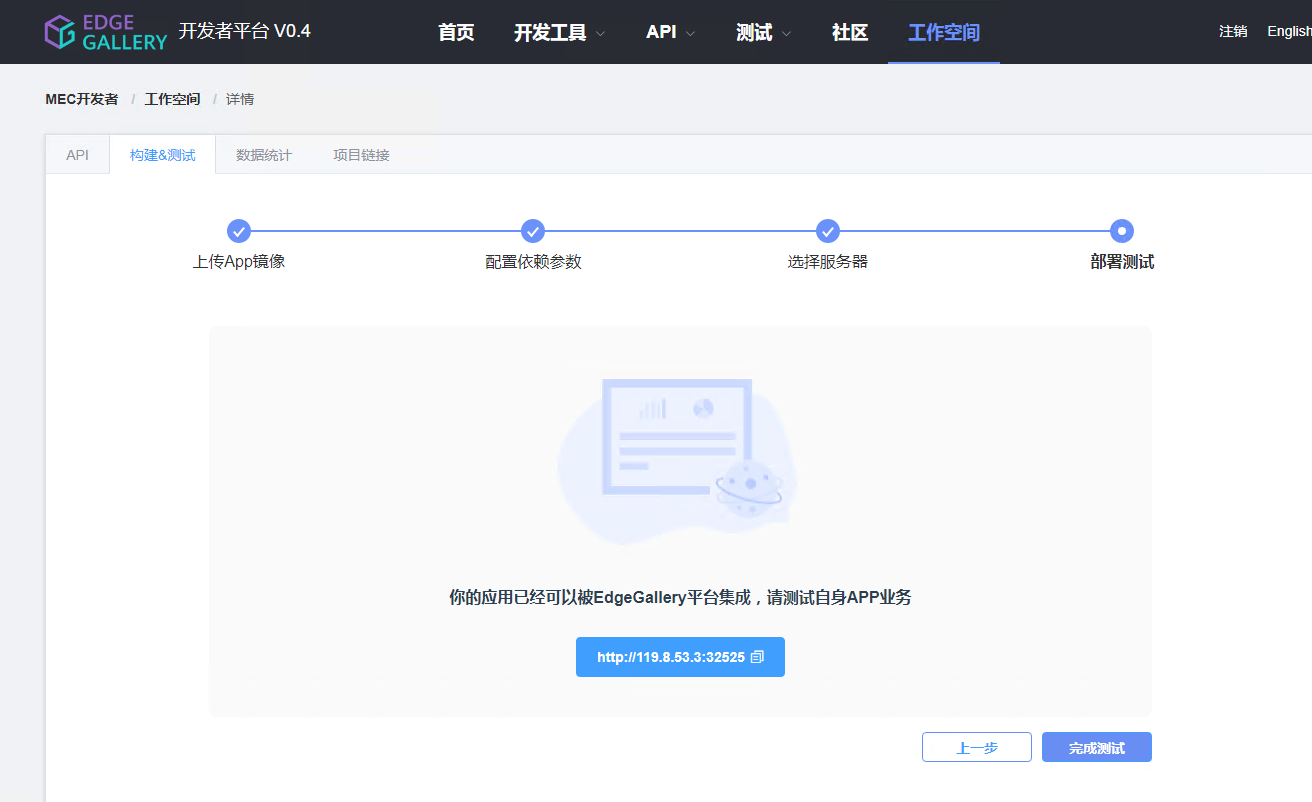 EDGE GALLERY 开发者平台 V0.4 首页 开发工具 API 测试 社区 工作空间 注销 English
MEC开发者 / 工作空间 / 详情
API 构建&测试 数据统计 项目链接
上传App镜像 配置依赖参数 选择服务器 部署测试
你的应用已经可以被EdgeGallery平台集成，请测试自身APP业务
http://119.8.53.3:32525
上一步 完成测试